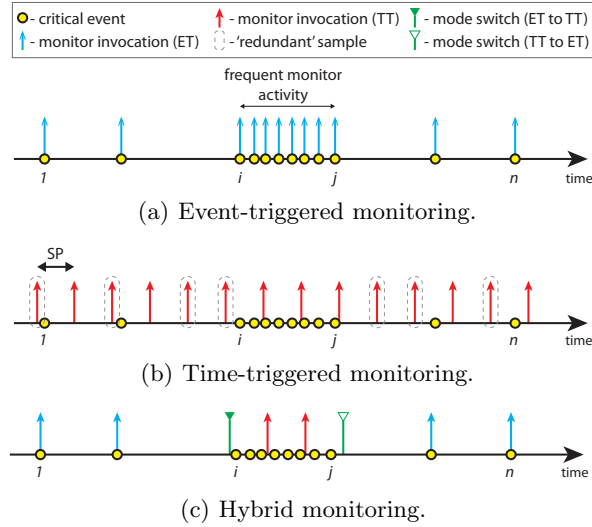 - critical event - monitor invocation (TT) - mode switch (ET to TT)
- monitor invocation (ET) - 'redundant' sample - mode switch (TT to ET)
frequent monitor
activity
1 i j n time
(a) Event-triggered monitoring.
SP
1 i j n time
(b) Time-triggered monitoring.
1 i j n time
(c) Hybrid monitoring.